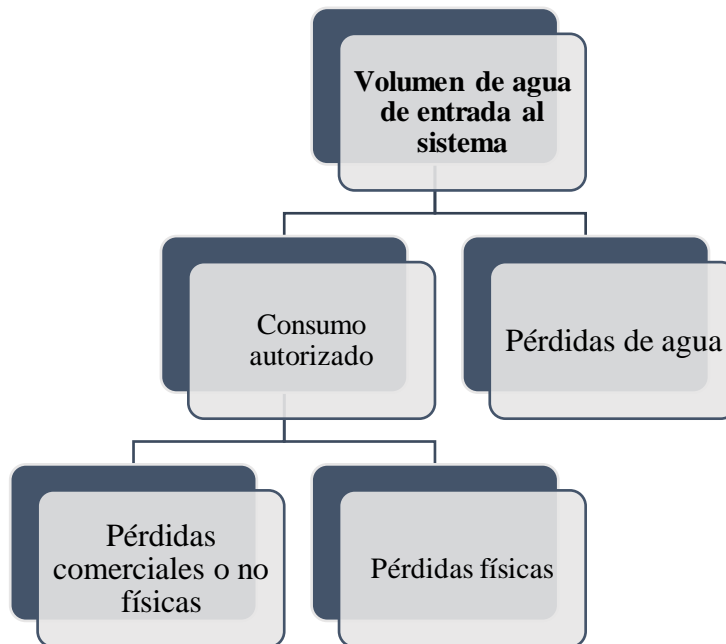 Volumen de agua
de entrada al
sistema
Consumo
autorizado
Pérdidas de agua
Pérdidas
comerciales o no
físicas
Pérdidas físicas